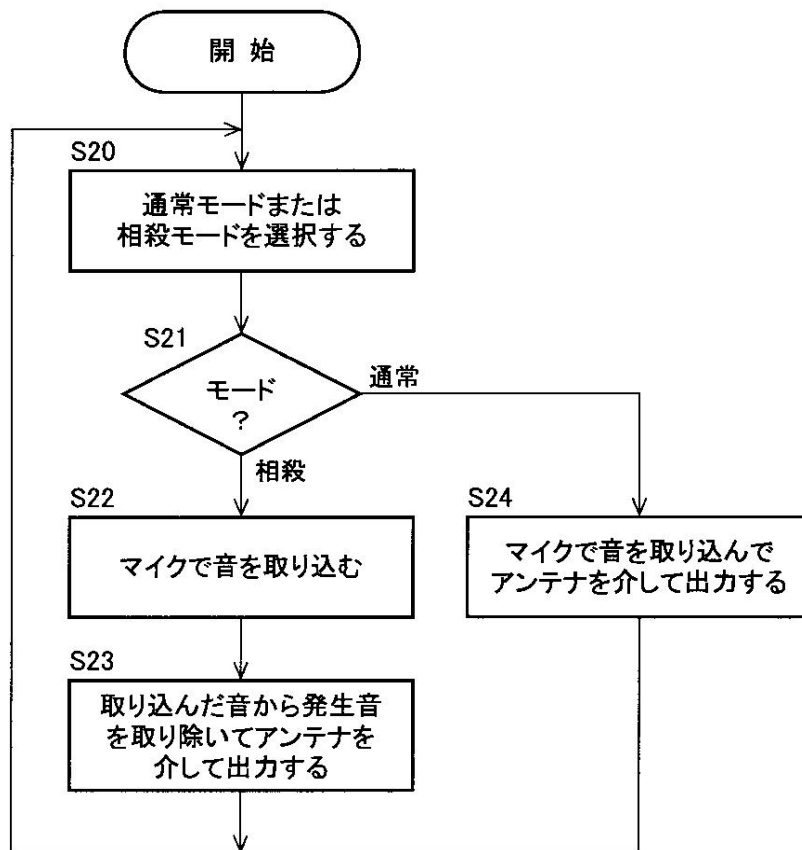 開 始
S20
通常モードまたは
相殺モードを選択する
S21
モード
?
通常
相殺
S22
マイクで音を取り込む
S24
マイクで音を取り込んで
アンテナを介して出力する
S23
取り込んだ音から発生音
を取り除いてアンテナを
介して出力する